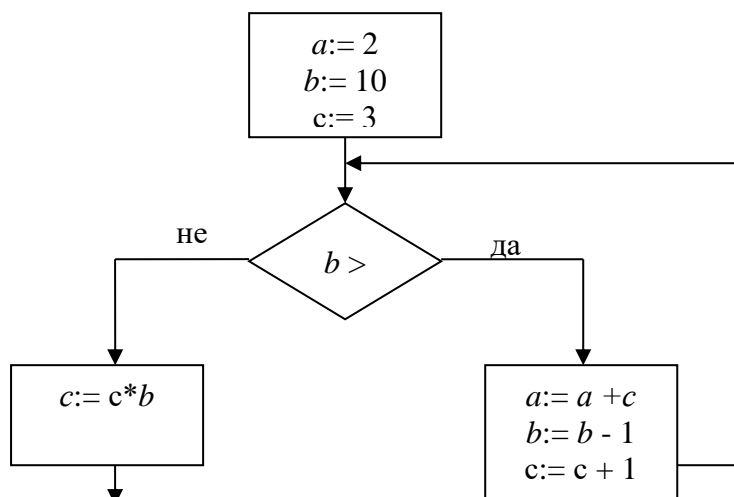 a:= 2
b:= 10
c:= 3
не
да
b >
c:= c*b
a:= a +c
b:= b - 1
c:= c + 1